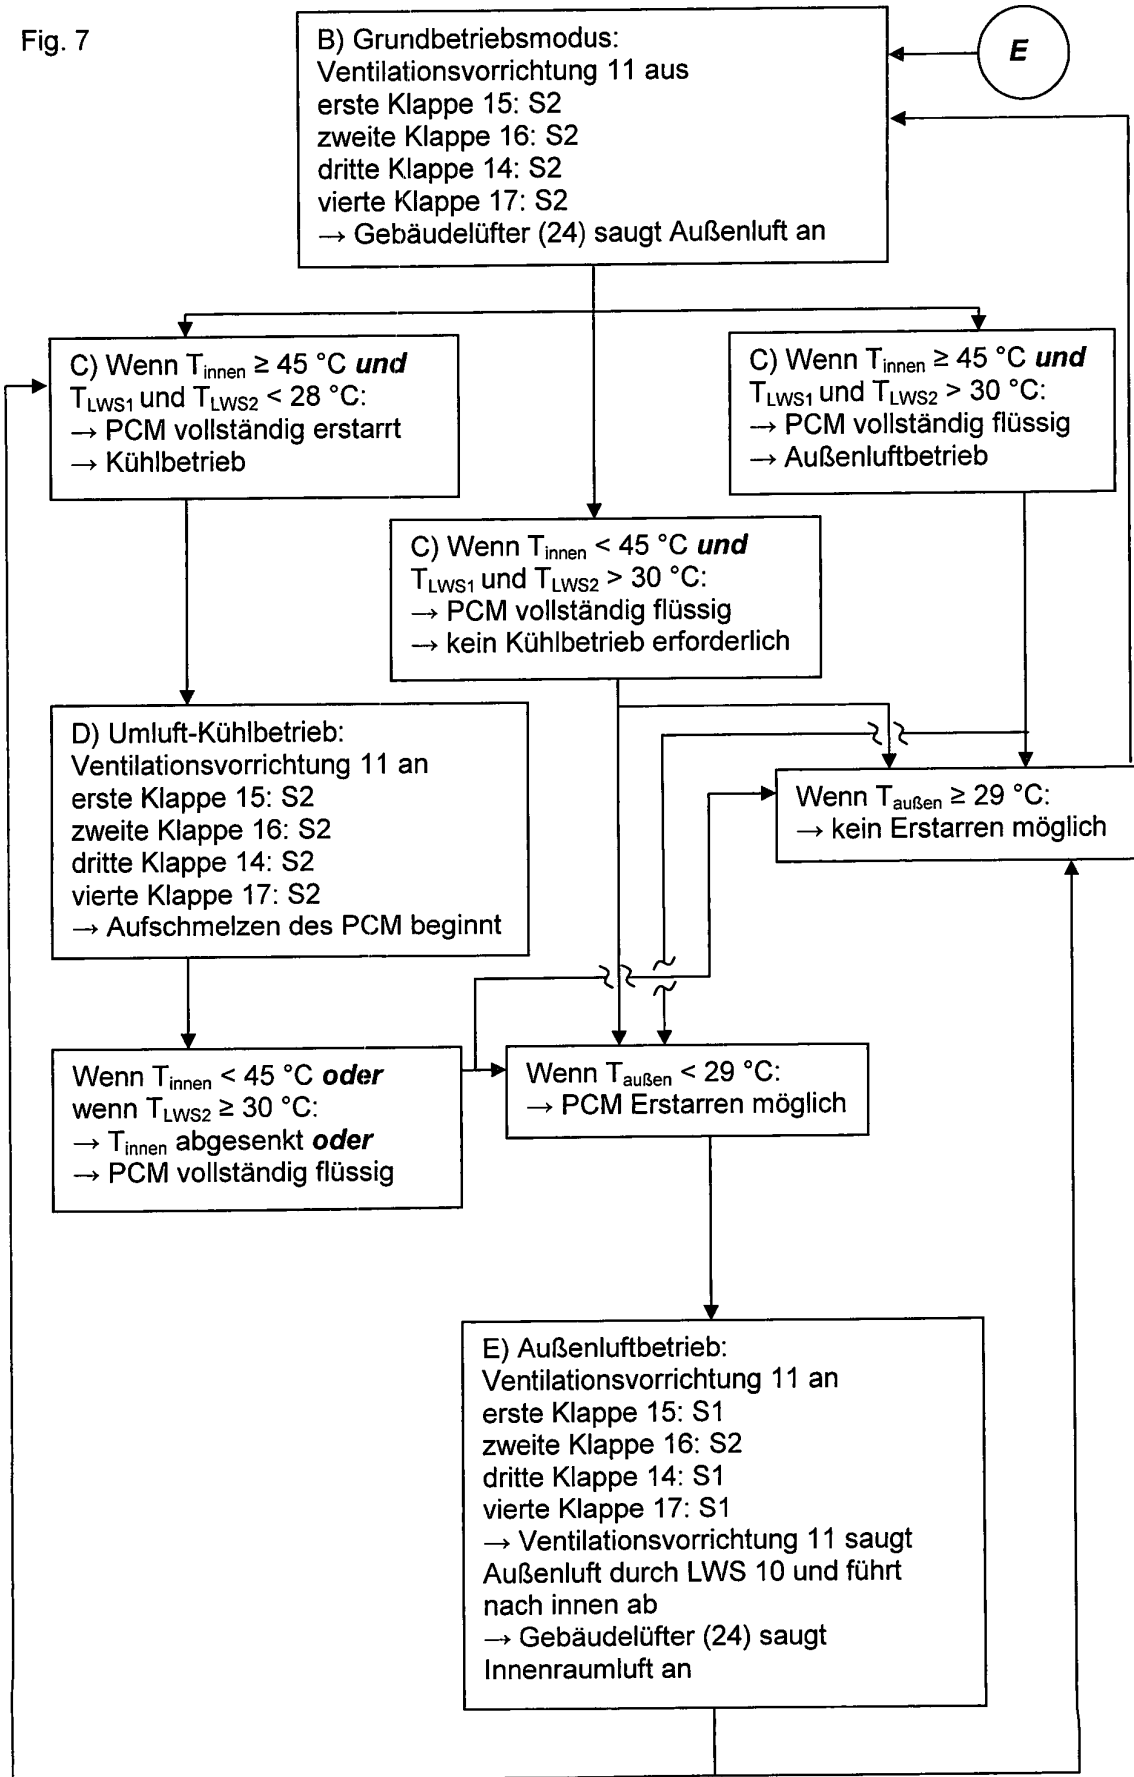 Fig. 7
B) Grundbetriebsmodus:
Ventilationsvorrichtung 11 aus
erste Klappe 15: S2
zweite Klappe 16: S2
dritte Klappe 14: S2
vierte Klappe 17: S2
→ Gebäudelüfter (24) saugt Außenluft an
E
C) Wenn Tinnen ≥ 45 °C und
TLWS1 und TLWS2 < 28 °C:
→ PCM vollständig erstarrt
→ Kühlbetrieb
C) Wenn Tinnen ≥ 45 °C und
TLWS1 und TLWS2 > 30 °C:
→ PCM vollständig flüssig
→ Außenluftbetrieb
C) Wenn Tinnen < 45 °C und
TLWS1 und TLWS2 > 30 °C:
→ PCM vollständig flüssig
→ kein Kühlbetrieb erforderlich
D) Umluft-Kühlbetrieb:
Ventilationsvorrichtung 11 an
erste Klappe 15: S2
zweite Klappe 16: S2
dritte Klappe 14: S2
vierte Klappe 17: S2
→ Aufschmelzen des PCM beginnt
Wenn Taußen ≥ 29 °C:
→ kein Erstarren möglich
Wenn Tinnen < 45 °C oder
wenn TLWS2 ≥ 30 °C:
→ Tinnen abgesenkt oder
→ PCM vollständig flüssig
Wenn Taußen < 29 °C:
→ PCM Erstarren möglich
E) Außenluftbetrieb:
Ventilationsvorrichtung 11 an
erste Klappe 15: S1
zweite Klappe 16: S2
dritte Klappe 14: S1
vierte Klappe 17: S1
→ Ventilationsvorrichtung 11 saugt
Außenluft durch LWS 10 und führt
nach innen ab
→ Gebäudelüfter (24) saugt
Innenraumluft an